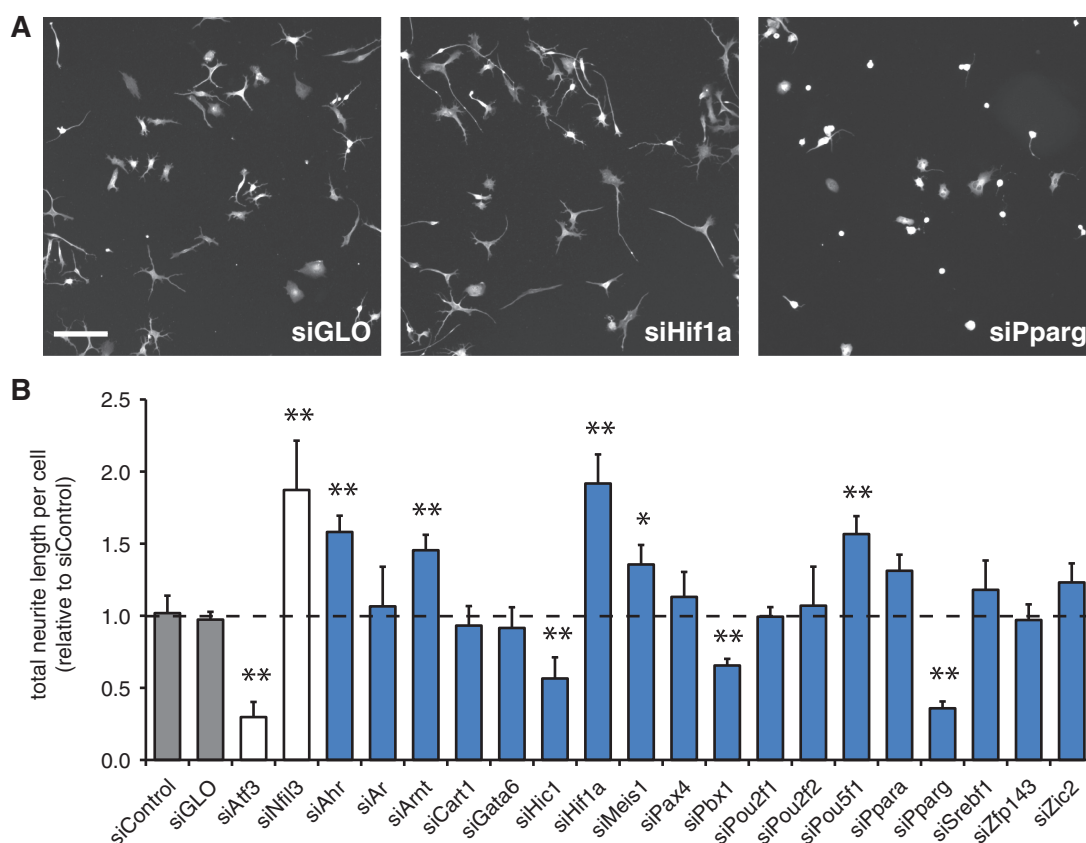 A
siGLO
siHif1a
siPparg
B
total neurite length per cell
(relative to siControl)
2.5
2.0
1.5
1.0
0.5
0.0
**
**
**
**
**
**
*
**
**
**
siControl
siGLO
siAtf3
siNfil3
siAhr
siAr
siArnt
siCart1
siGata6
siHic1
siHif1a
siMeis1
siPax4
siPbx1
siPou2f1
siPou2f2
siPou5f1
siPpara
siPparg
siSrebf1
siZfp143
siZic2